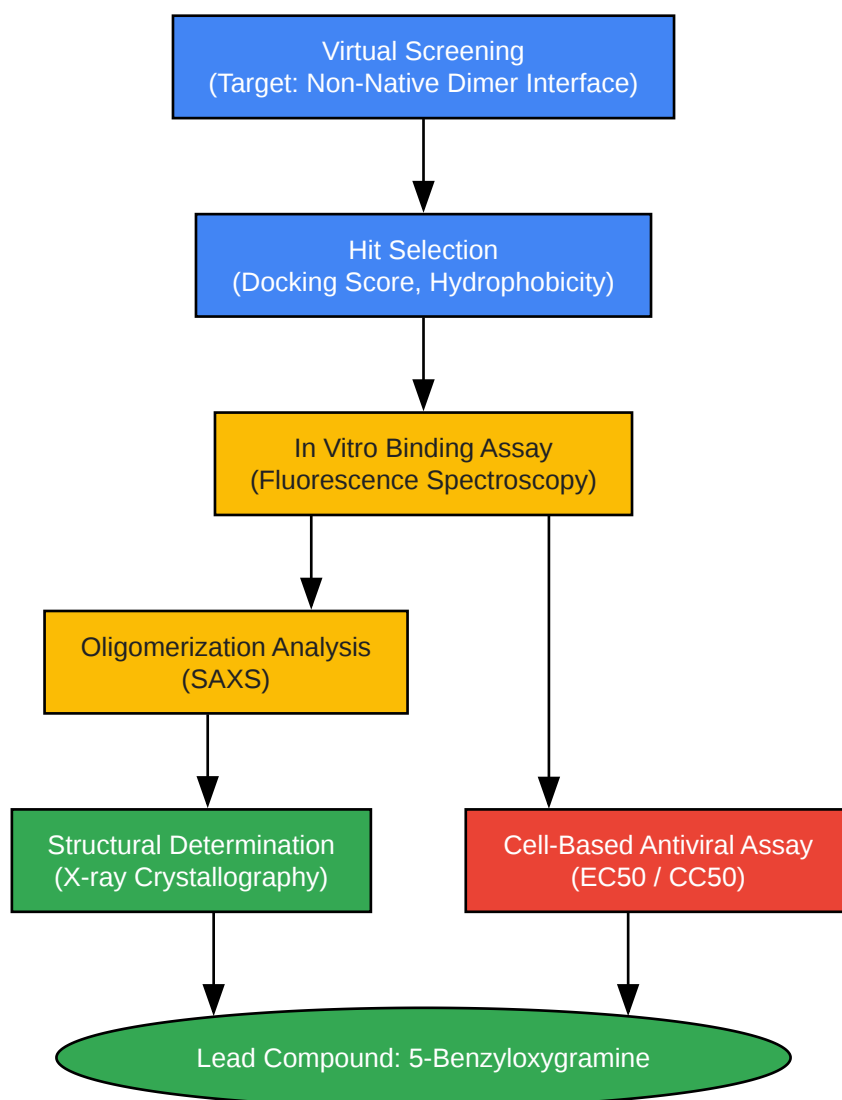 Virtual Screening
(Target: Non-Native Dimer Interface)
Hit Selection
(Docking Score, Hydrophobicity)
In Vitro Binding Assay
(Fluorescence Spectroscopy)
Oligomerization Analysis
(SAXS)
Structural Determination
(X-ray Crystallography)
Cell-Based Antiviral Assay
(EC50 / CC50)
Lead Compound: 5-Benzyloxygramine